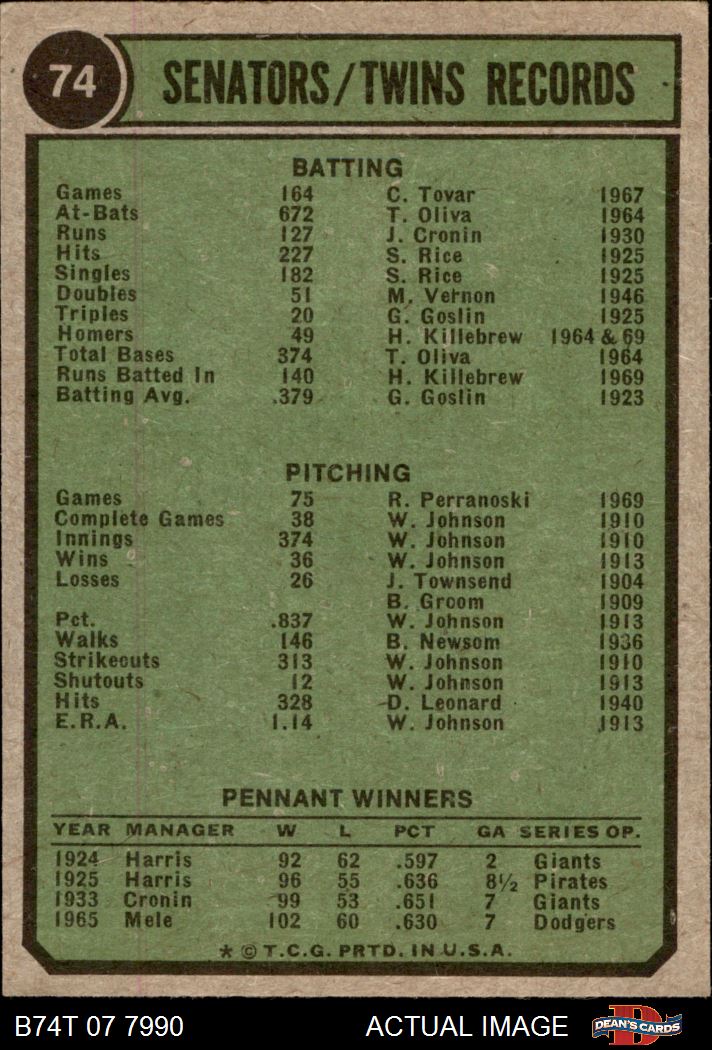 74
SENATORS/TWINS RECORDS
BATTING
Games 164 C. Tovar 1967
At-Bats 672 T. Oliva 1964
Runs 127 J. Cronin 1930
Hits 227 S. Rice 1925
Singles 182 S. Rice 1925
Doubles 51 M. Vernon 1946
Triples 20 G. Goslin 1925
Homers 49 H. Killebrew 1964 & 69
Total Bases 374 T. Oliva 1964
Runs Batted In 140 H. Killebrew 1969
Batting Avg. .379 G. Goslin 1923
PITCHING
Games 75 R. Perranoski 1969
Complete Games 38 W. Johnson 1910
Innings 374 W. Johnson 1910
Wins 36 W. Johnson 1913
Losses 26 J. Townsend 1904
B. Groom 1909
Pct. .837 W. Johnson 1913
Walks 146 B. Newsom 1936
Strikeouts 313 W. Johnson 1910
Shutouts 12 W. Johnson 1913
Hits 328 D. Leonard 1940
E.R.A. 1.14 W. Johnson 1913
PENNANT WINNERS
YEAR MANAGER W L PCT GA SERIES OP.
1924 Harris 92 62 .597 2 Giants
1925 Harris 96 55 .636 8½ Pirates
1933 Cronin 99 53 .651 7 Giants
1965 Mele 102 60 .630 7 Dodgers
* © T.C.G. PRTD. IN U.S.A.
B74T 07 7990 ACTUAL IMAGE D DEAN'S CARDS